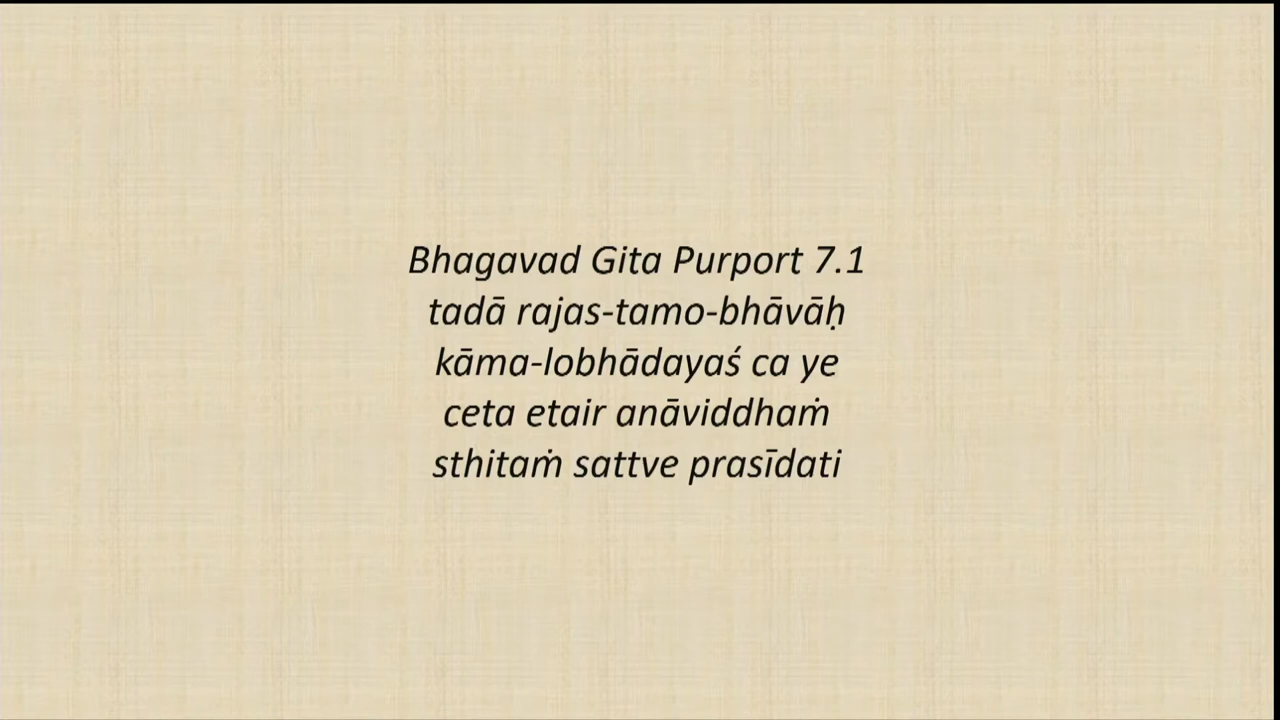 Bhagavad Gita Purport 7.1
tadā rajas-tamo-bhāvāḥ
kāma-lobhādayaś ca ye
ceta etair anāviddhaṁ
sthitaṁ sattve prasīdati